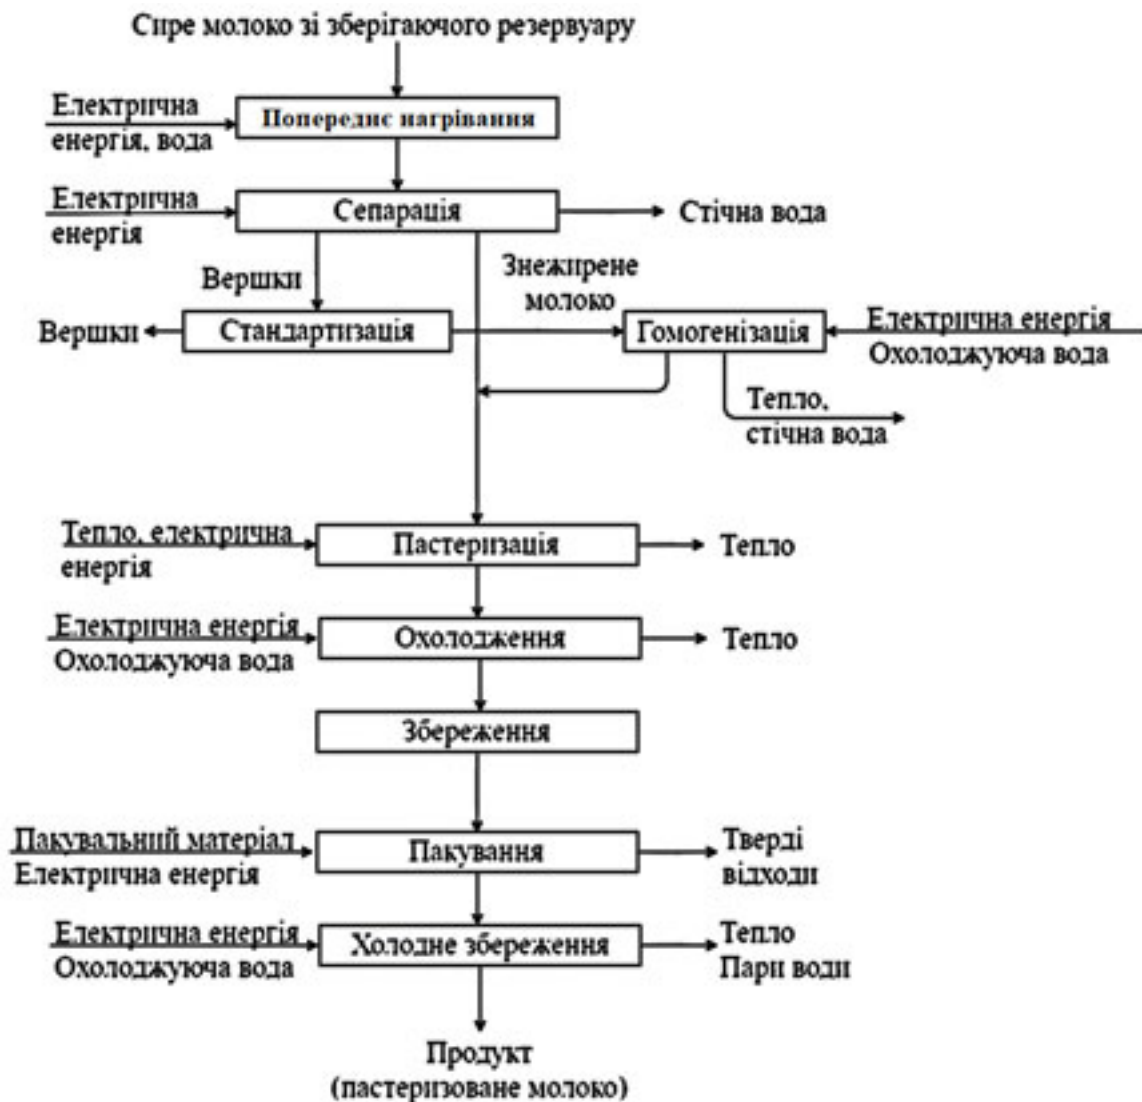 Сире молоко зі зберігаючого резервуару
Електрична
енергія, вода
Попереднє нагрівання
Електрична
енергія
Сепарація
Стічна вода
Вершки
Знежирене
молоко
Вершки
Стандартизація
Гомогенізація
Електрична енергія
Охолоджуюча вода
Тепло,
стічна вода
Тепло, електрична
енергія
Пастеризація
Тепло
Електрична енергія
Охолоджуюча вода
Охолодження
Тепло
Збереження
Пакувальний матеріал
Електрична енергія
Пакування
Тверді
відходи
Електрична енергія
Охолоджуюча вода
Холодне збереження
Тепло
Пари води
Продукт
(пастеризоване молоко)